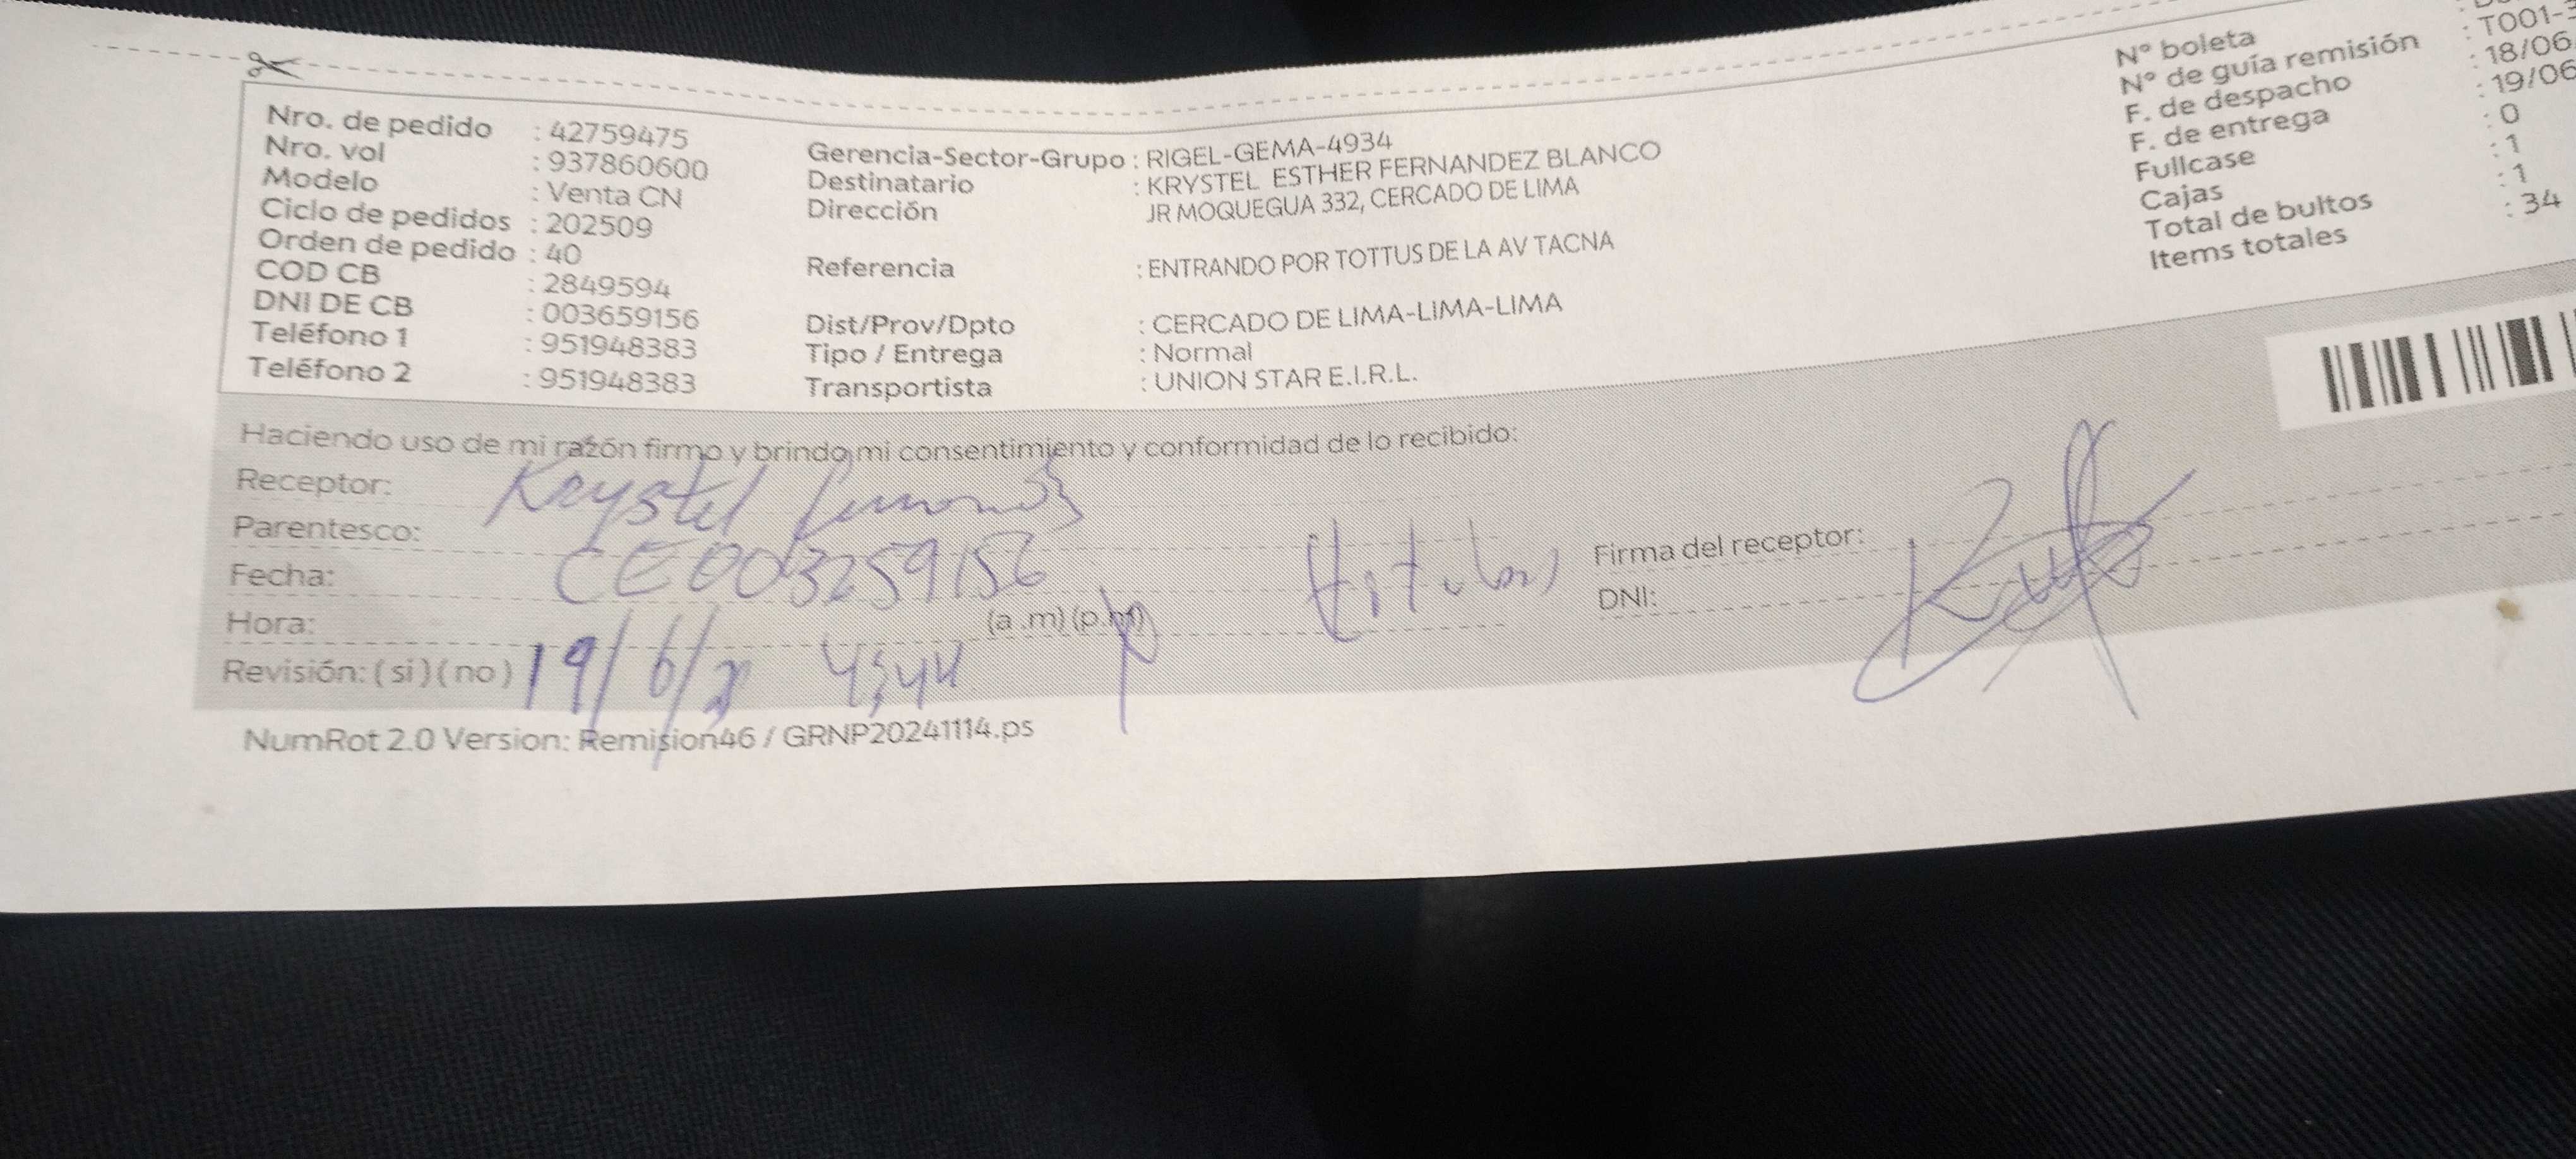 Nº boleta
Nº de guía remisión : T001-3
F. de despacho : 18/06
F. de entrega : 19/06
Fullcase : 0
Cajas : 1
Total de bultos : 1
Items totales : 34
Nro. de pedido : 42759475
Nro. vol : 937860600
Modelo : Venta CN
Ciclo de pedidos : 202509
Orden de pedido : 40
COD CB : 2849594
DNI DE CB : 003659156
Teléfono 1 : 951948383
Teléfono 2 : 951948383
Gerencia-Sector-Grupo : RIGEL-GEMA-4934
Destinatario : KRYSTEL ESTHER FERNANDEZ BLANCO
Dirección JR MOQUEGUA 332, CERCADO DE LIMA
Referencia : ENTRANDO POR TOTTUS DE LA AV TACNA
Dist/Prov/Dpto : CERCADO DE LIMA-LIMA-LIMA
Tipo / Entrega : Normal
Transportista : UNION STAR E.I.R.L.
Haciendo uso de mi razón firmo y brindo mi consentimiento y conformidad de lo recibido:
Receptor: Krystel
Parentesco:
Fecha: CE003259156 (titular)
Hora: (a .m) (p.m)
Revisión: ( si ) ( no ) 19/6/ 4:44 p
Firma del receptor:
DNI:
NumRot 2.0 Version: Remision46 / GRNP20241114.ps